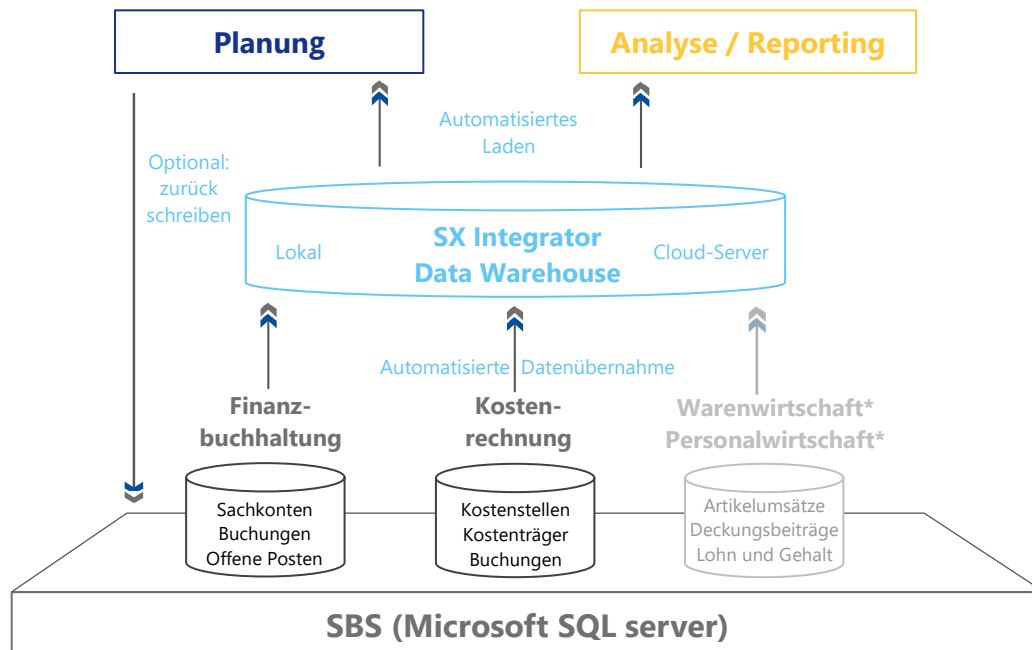 Planung
Analyse / Reporting
Automatisiertes
Laden
Optional:
zurück
schreiben
Lokal
SX Integrator
Data Warehouse
Cloud-Server
Automatisierte Datenübernahme
Finanz-
buchhaltung
Kosten-
rechnung
Warenwirtschaft*
Personalwirtschaft*
Sachkonten
Buchungen
Offene Posten
Kostenstellen
Kostenträger
Buchungen
Artikelumsätze
Deckungsbeiträge
Lohn und Gehalt
SBS (Microsoft SQL server)